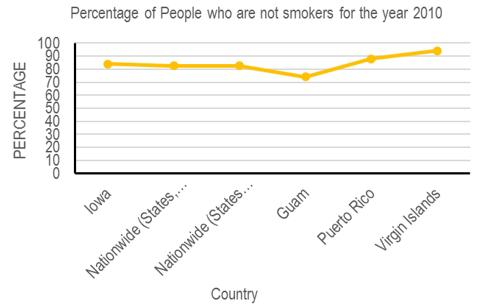 Percentage of People who are not smokers for the year 2010
100
90
80
70
60
50
40
30
20
10
0
PERCENTAGE
Iowa
Nationwide (States,...
Nationwide (States...
Guam
Puerto Rico
Virgin Islands
Country